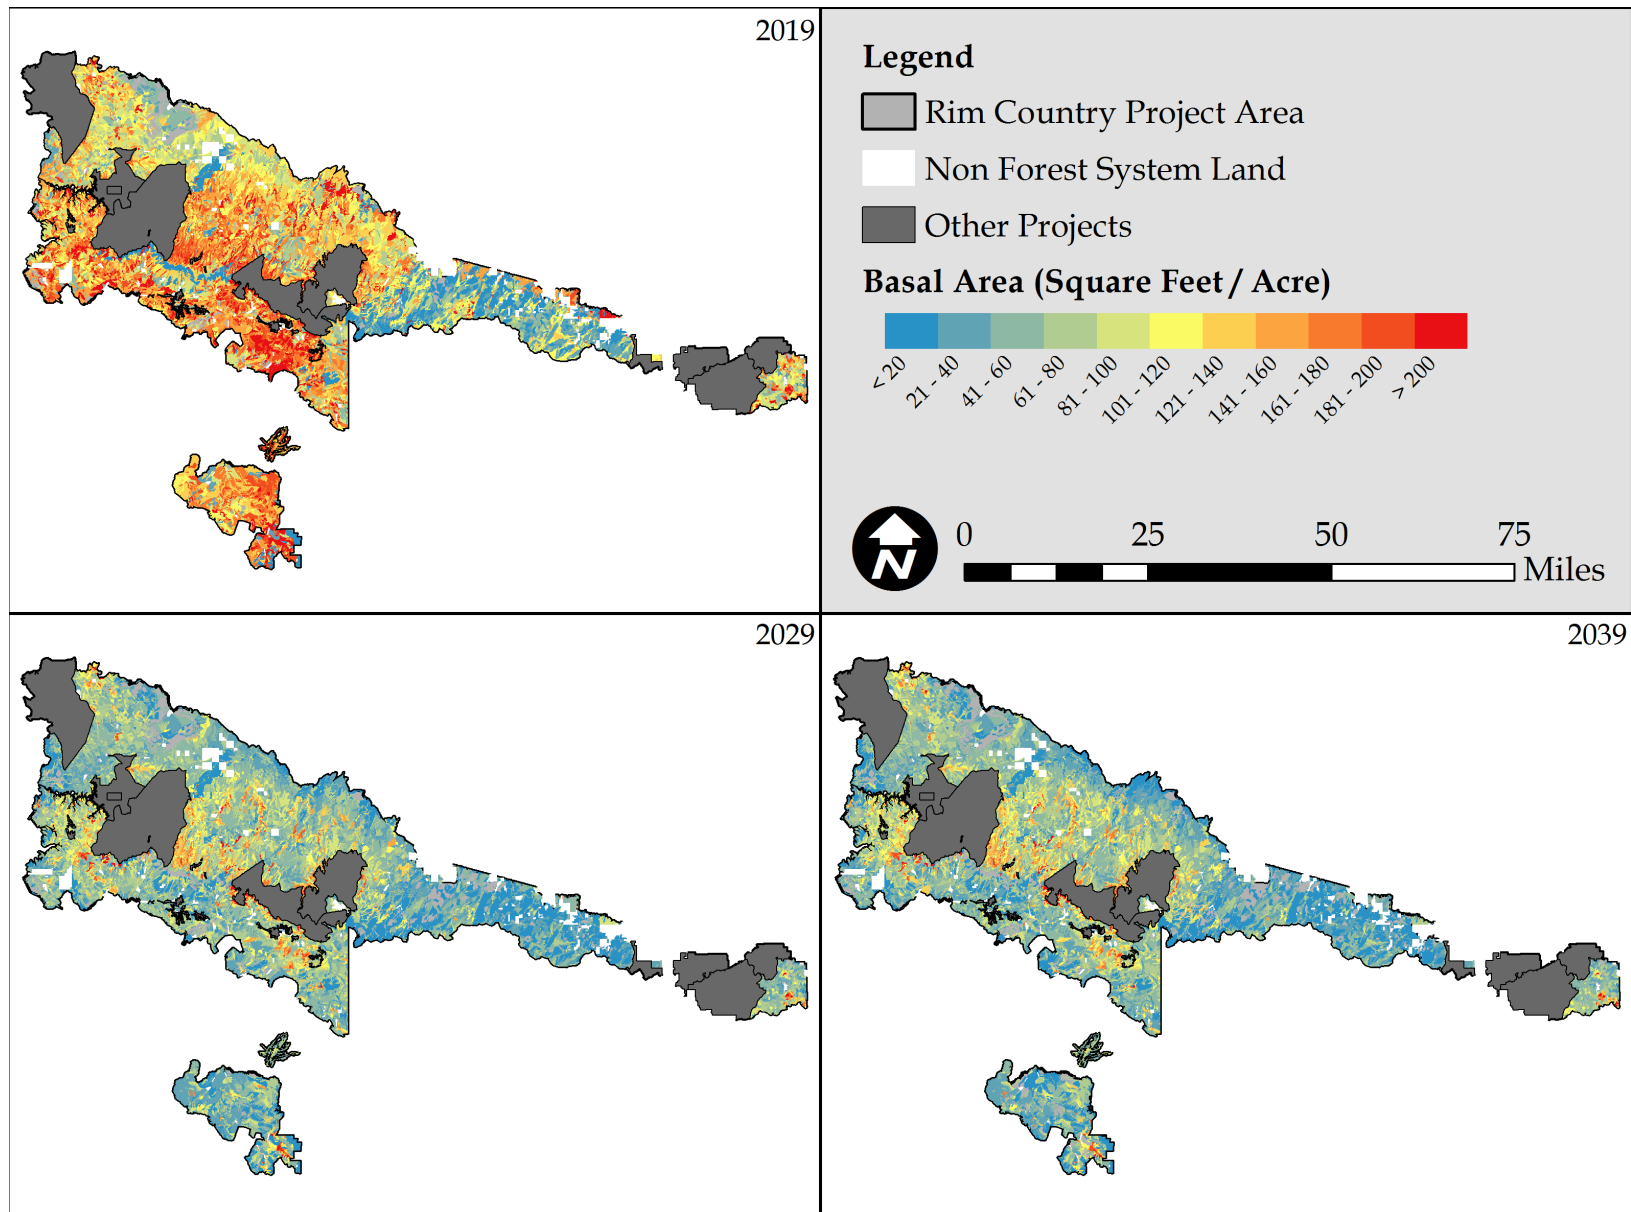 2019
Legend
Rim Country Project Area
Non Forest System Land
Other Projects
Basal Area (Square Feet / Acre)
< 20
21 - 40
41 - 60
61 - 80
81 - 100
101 - 120
121 - 140
141 - 160
161 - 180
181 - 200
> 200
N
0 25 50 75
Miles
2029
2039